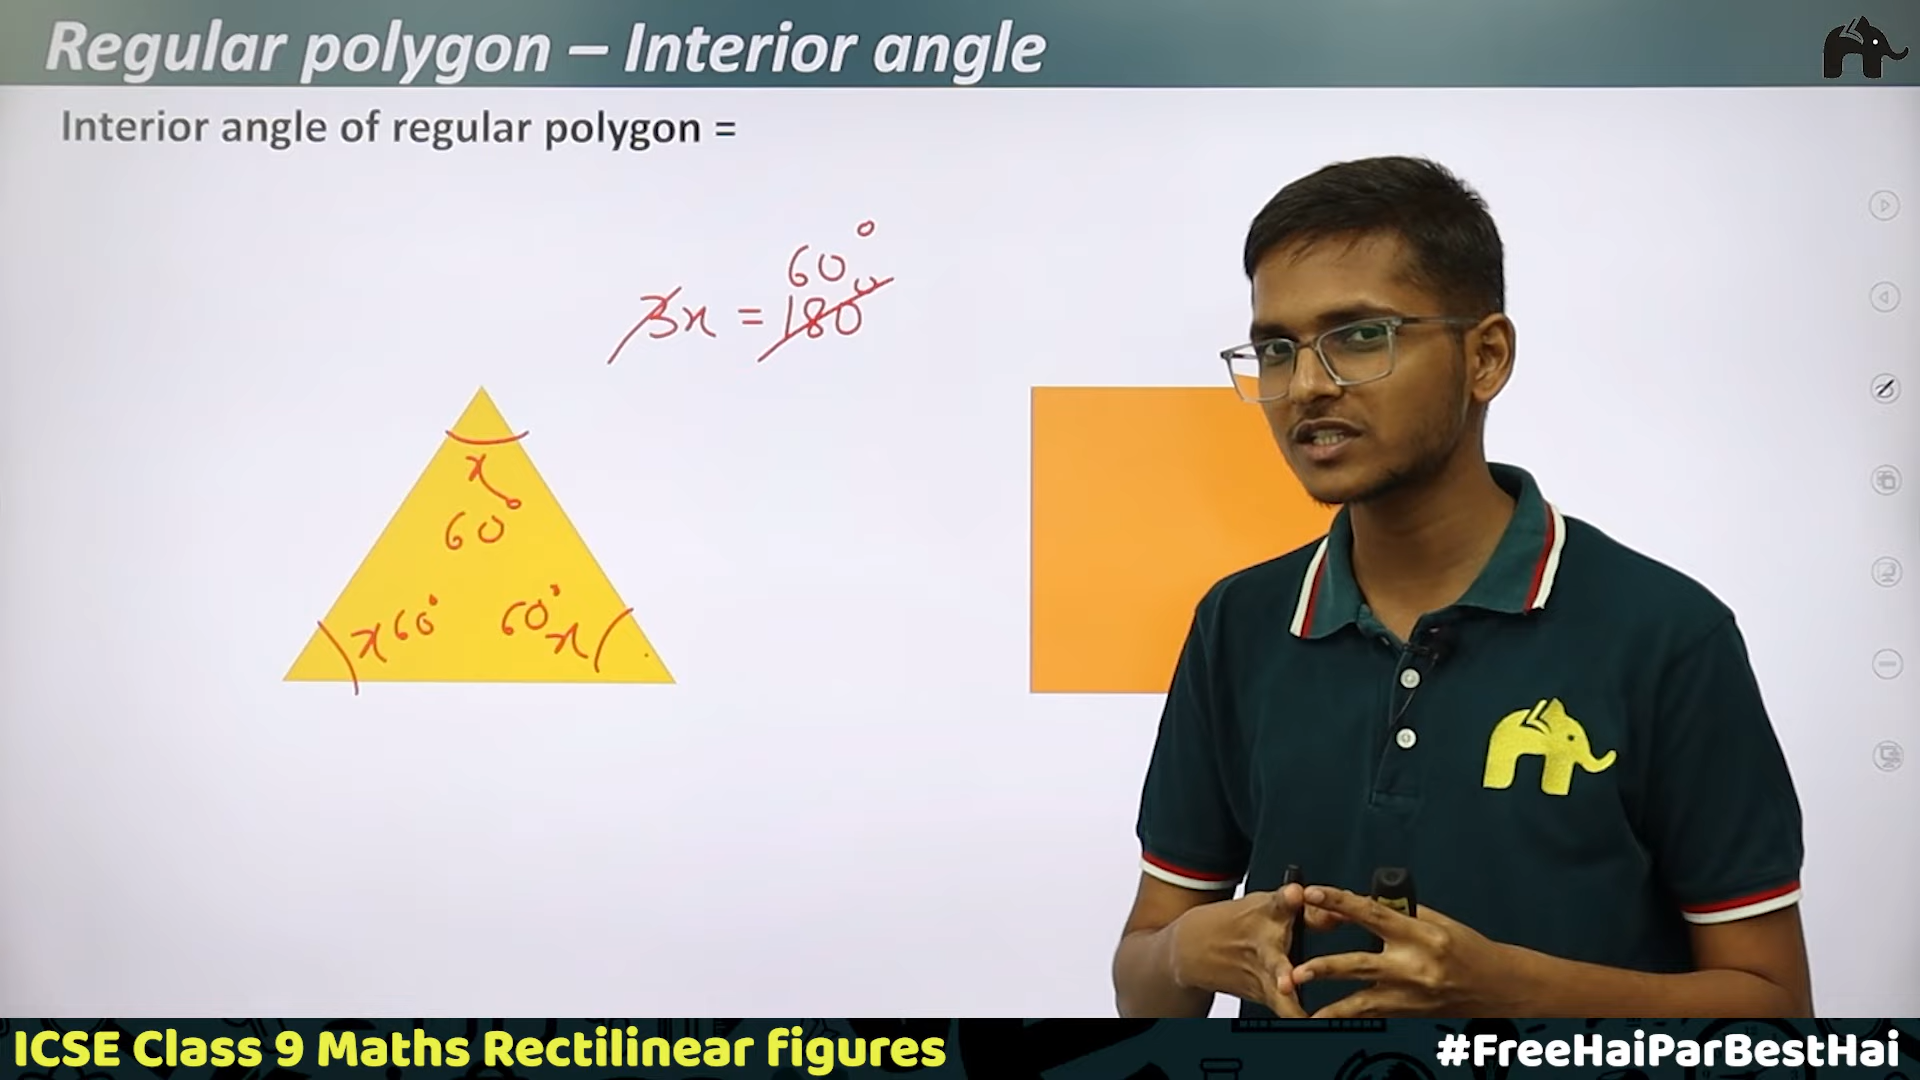 Regular polygon – Interior angle
Interior angle of regular polygon =
60°
3x = 180°
x
60°
x 60°
60° x
ICSE Class 9 Maths Rectilinear figures
#FreeHaiParBestHai